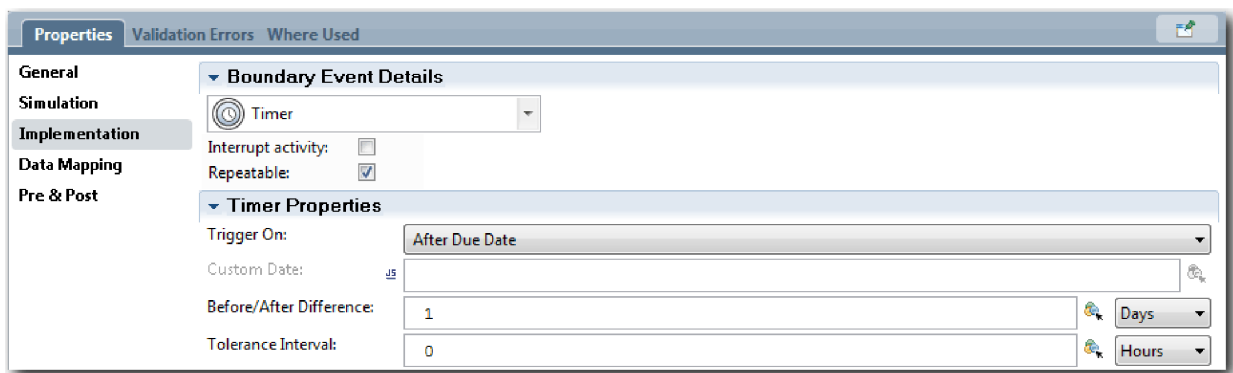 Properties Validation Errors Where Used
General
Simulation
Implementation
Data Mapping
Pre & Post
Boundary Event Details
Timer
Interrupt activity:
Repeatable:
Timer Properties
Trigger On: After Due Date
Custom Date: JS
Before/After Difference: 1 Days
Tolerance Interval: 0 Hours